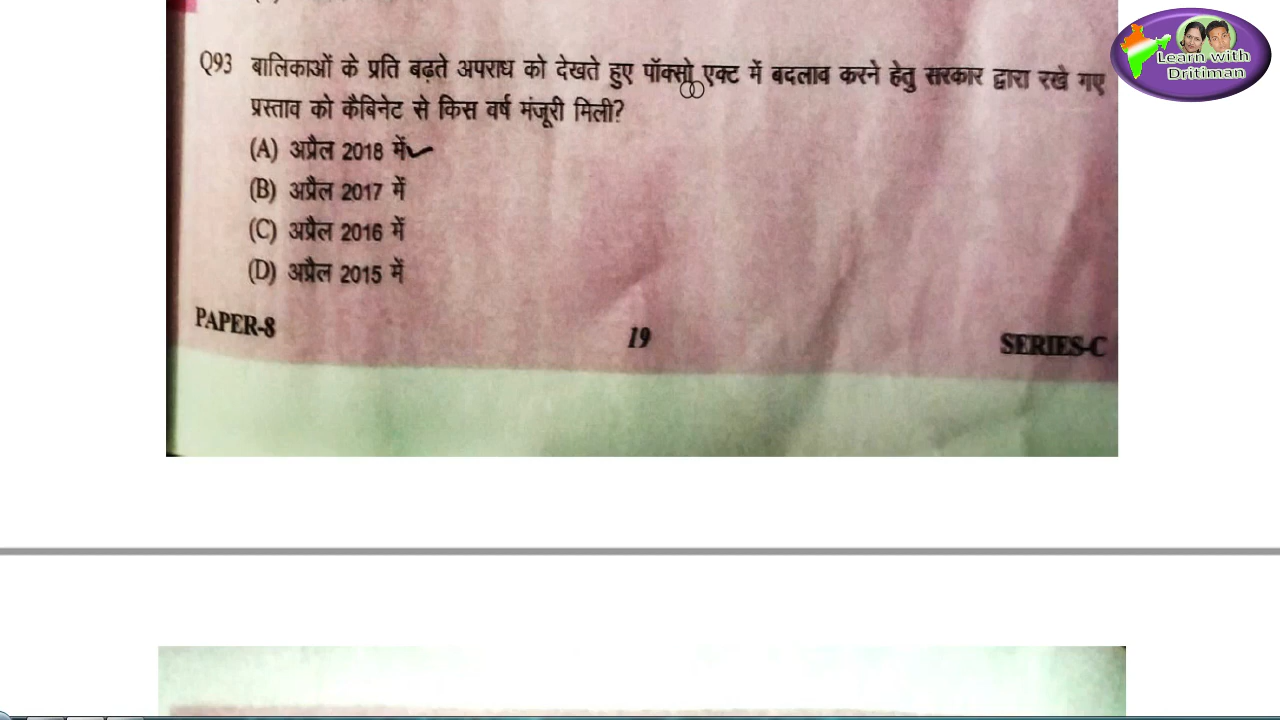 Learn with
Dritiman
Q93 बालिकाओं के प्रति बढ़ते अपराध को देखते हुए पॉक्सो एक्ट में बदलाव करने हेतु सरकार द्वारा रखे गए
प्रस्ताव को कैबिनेट से किस वर्ष मंजूरी मिली?
(A) अप्रैल 2018 में
(B) अप्रैल 2017 में
(C) अप्रैल 2016 में
(D) अप्रैल 2015 में
PAPER-8 19 SERIES-C